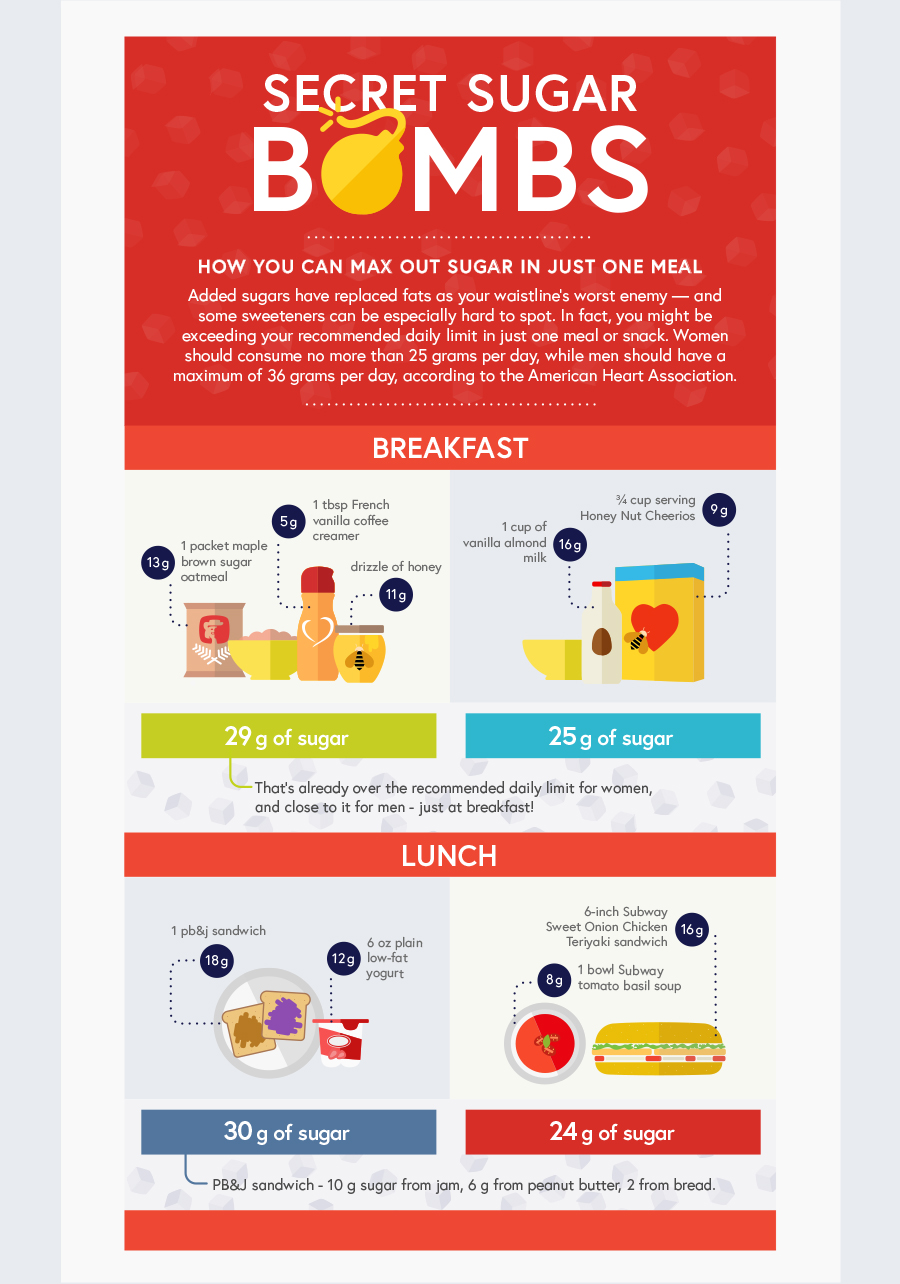 SECRET SUGAR
BOMBS
HOW YOU CAN MAX OUT SUGAR IN JUST ONE MEAL
Added sugars have replaced fats as your waistline's worst enemy — and
some sweeteners can be especially hard to spot. In fact, you might be
exceeding your recommended daily limit in just one meal or snack. Women
should consume no more than 25 grams per day, while men should have a
maximum of 36 grams per day, according to the American Heart Association.
BREAKFAST
13g
1 packet maple
brown sugar
oatmeal
5g
1 tbsp French
vanilla coffee
creamer
drizzle of honey
11g
1 cup of
vanilla almond
milk
16g
¾ cup serving
Honey Nut Cheerios
9g
29 g of sugar
25 g of sugar
That's already over the recommended daily limit for women,
and close to it for men - just at breakfast!
LUNCH
1 pb&j sandwich
18g
12g
6 oz plain
low-fat
yogurt
6-inch Subway
Sweet Onion Chicken
Teriyaki sandwich
16g
8g
1 bowl Subway
tomato basil soup
30 g of sugar
24 g of sugar
PB&J sandwich - 10 g sugar from jam, 6 g from peanut butter, 2 from bread.